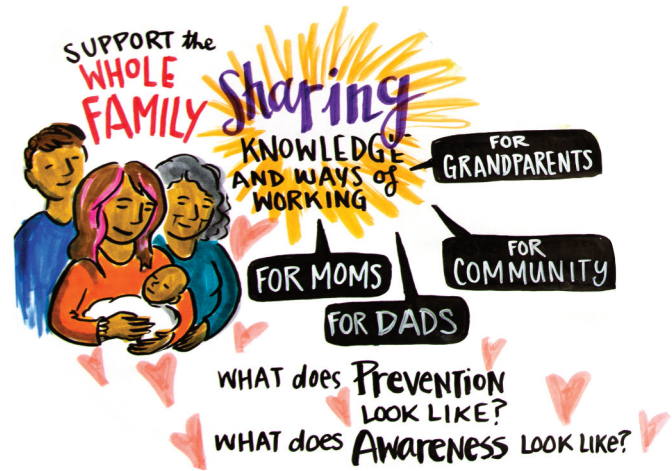 SUPPORT the
WHOLE
FAMILY
Sharing
KNOWLEDGE
AND WAYS of
WORKING
FOR
GRANDPARENTS
FOR
COMMUNITY
FOR MOMS
FOR DADS
WHAT does Prevention
LOOK LIKE?
WHAT does Awareness LOOK LIKE?